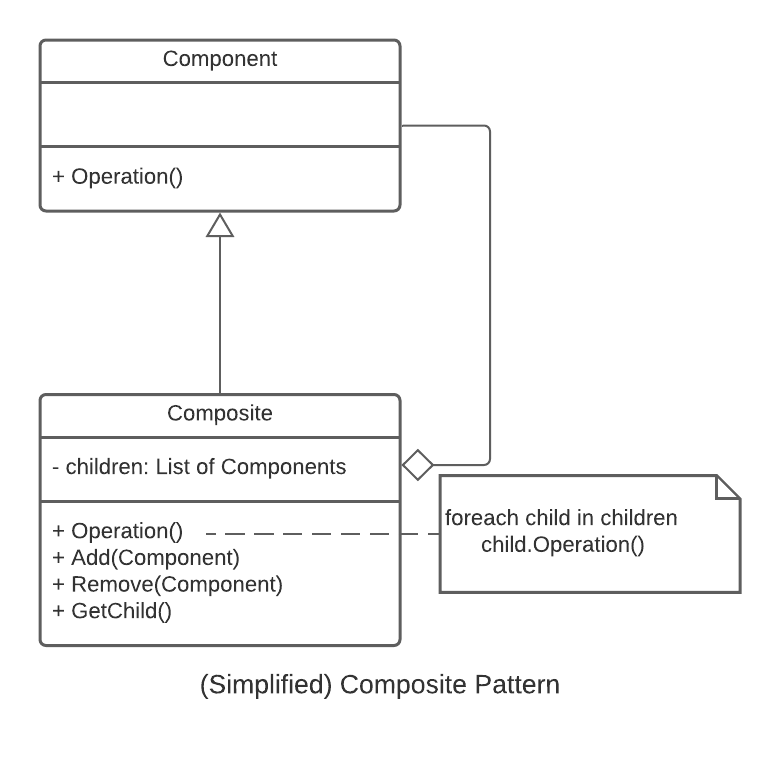 Component
+ Operation()
Composite
- children: List of Components
+ Operation()
+ Add(Component)
+ Remove(Component)
+ GetChild()
foreach child in children
child.Operation()
(Simplified) Composite Pattern